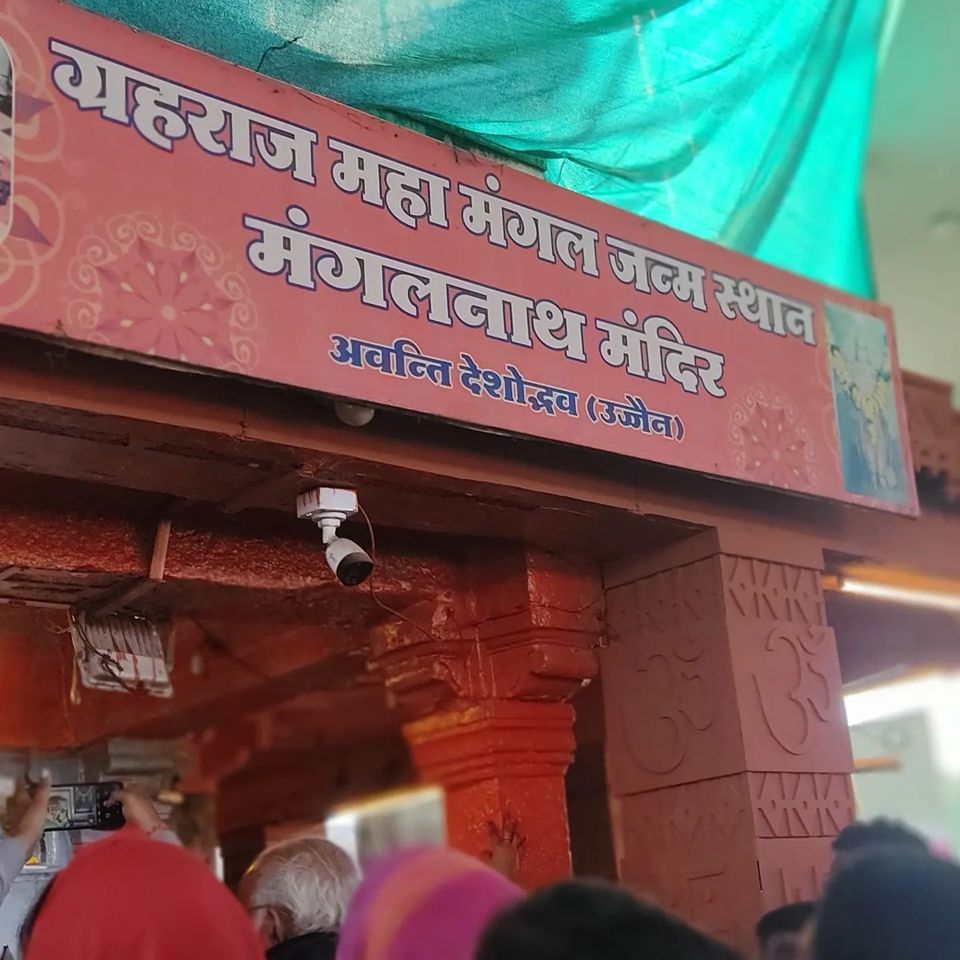 ग्रहराज महा मंगल जन्म स्थान
मंगलनाथ मंदिर
अवन्ति देशोद्भव (उज्जैन)
ॐ
ॐ